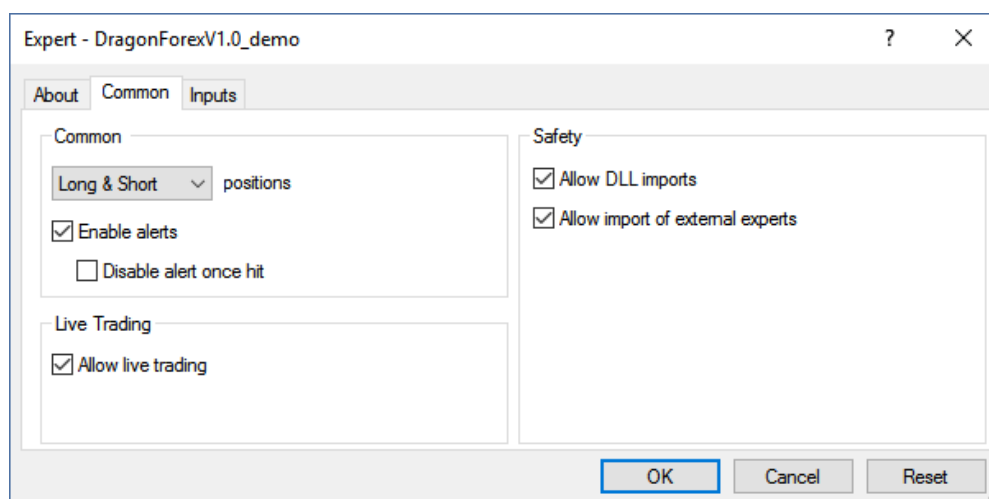 Expert - DragonForexV1.0_demo
?
About
Common
Inputs
Common
Long & Short
positions
Enable alerts
Disable alert once hit
Live Trading
Allow live trading
Safety
Allow DLL imports
Allow import of external experts
OK
Cancel
Reset